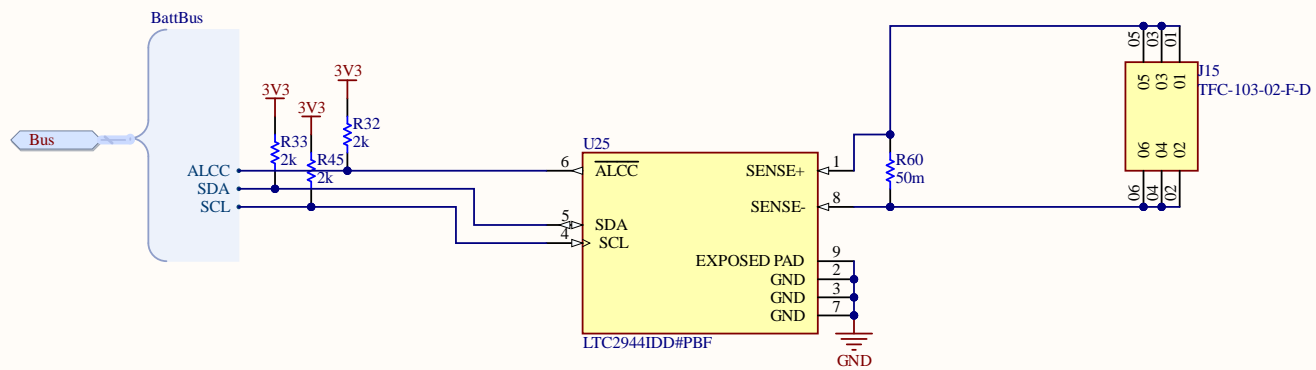 BattBus
Bus
3V3
3V3
3V3
R33
2k
R45
2k
R32
2k
ALCC
SDA
SCL
U25
6
ALCC
5
SDA
4
SCL
SENSE+
1
SENSE-
8
EXPOSED PAD
9
GND
2
GND
3
GND
7
LTC2944IDD#PBF
GND
R60
50m
05
03
01
05
03
01
J15
TFC-103-02-F-D
06
04
02
06
04
02